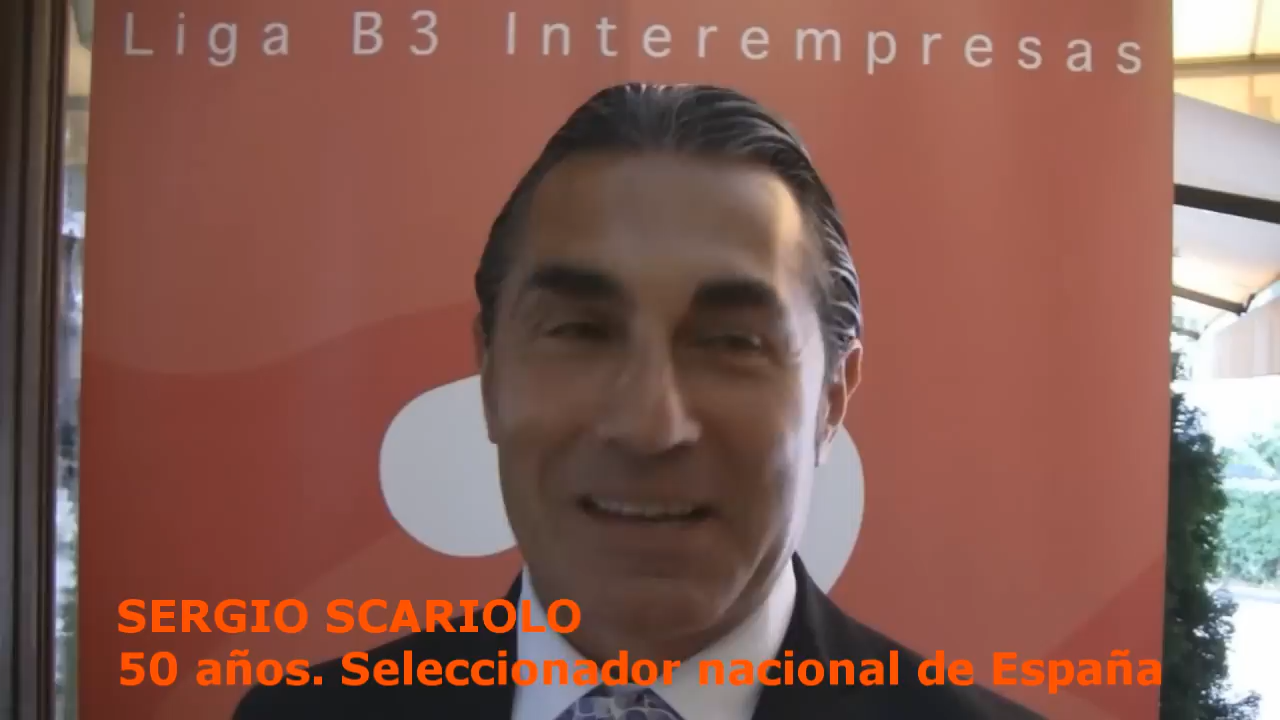 Liga B3 Interempresas
SERGIO SCARIOLO
50 años. Seleccionador nacional de España